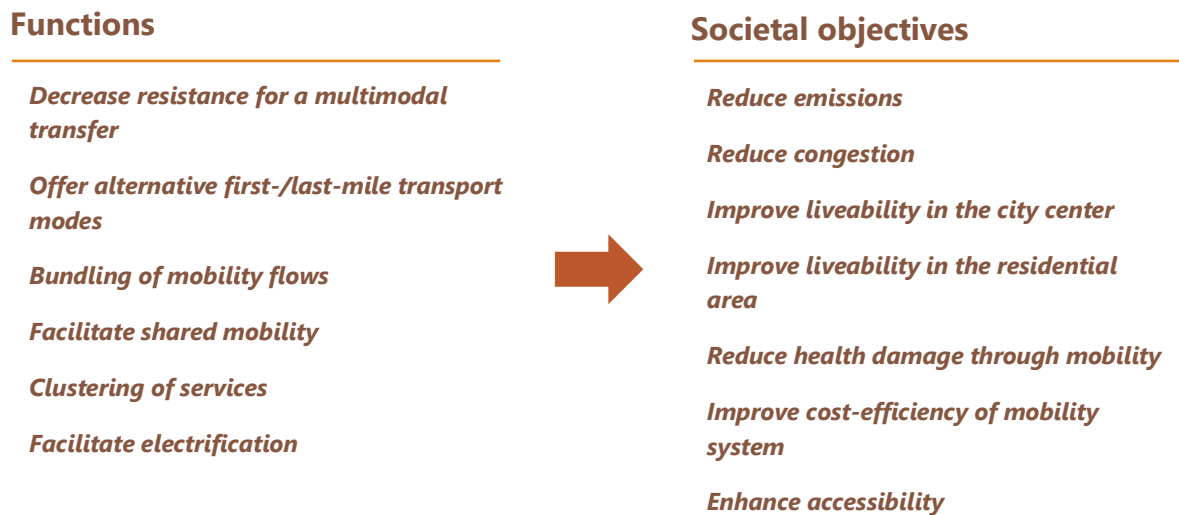 Functions
Decrease resistance for a multimodal
transfer
Offer alternative first-/last-mile transport
modes
Bundling of mobility flows
Facilitate shared mobility
Clustering of services
Facilitate electrification
Societal objectives
Reduce emissions
Reduce congestion
Improve liveability in the city center
Improve liveability in the residential
area
Reduce health damage through mobility
Improve cost-efficiency of mobility
system
Enhance accessibility